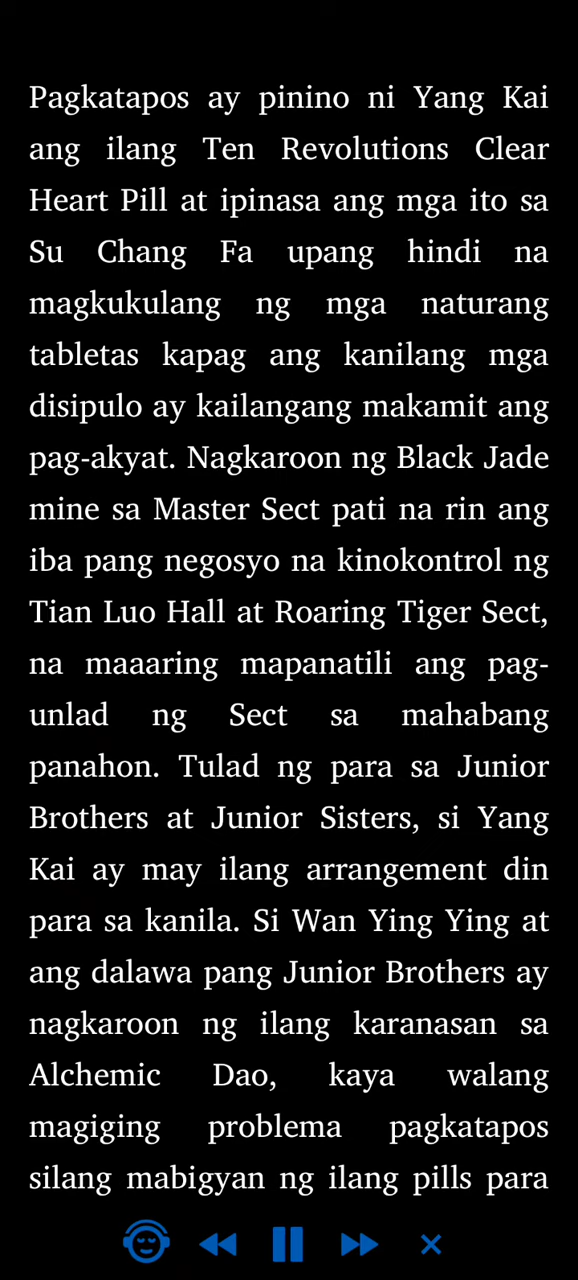 Pagkatapos ay pinino ni Yang Kai
ang ilang Ten Revolutions Clear
Heart Pill at ipinasa ang mga ito sa
Su Chang Fa upang hindi na
magkukulang ng mga naturang
tabletas kapag ang kanilang mga
disipulo ay kailangang makamit ang
pag-akyat. Nagkaroon ng Black Jade
mine sa Master Sect pati na rin ang
iba pang negosyo na kinokontrol ng
Tian Luo Hall at Roaring Tiger Sect,
na maaaring mapanatili ang pag-
unlad ng Sect sa mahabang
panahon. Tulad ng para sa Junior
Brothers at Junior Sisters, si Yang
Kai ay may ilang arrangement din
para sa kanila. Si Wan Ying Ying at
ang dalawa pang Junior Brothers ay
nagkaroon ng ilang karanasan sa
Alchemic Dao, kaya walang
magiging problema pagkatapos
silang mabigyan ng ilang pills para